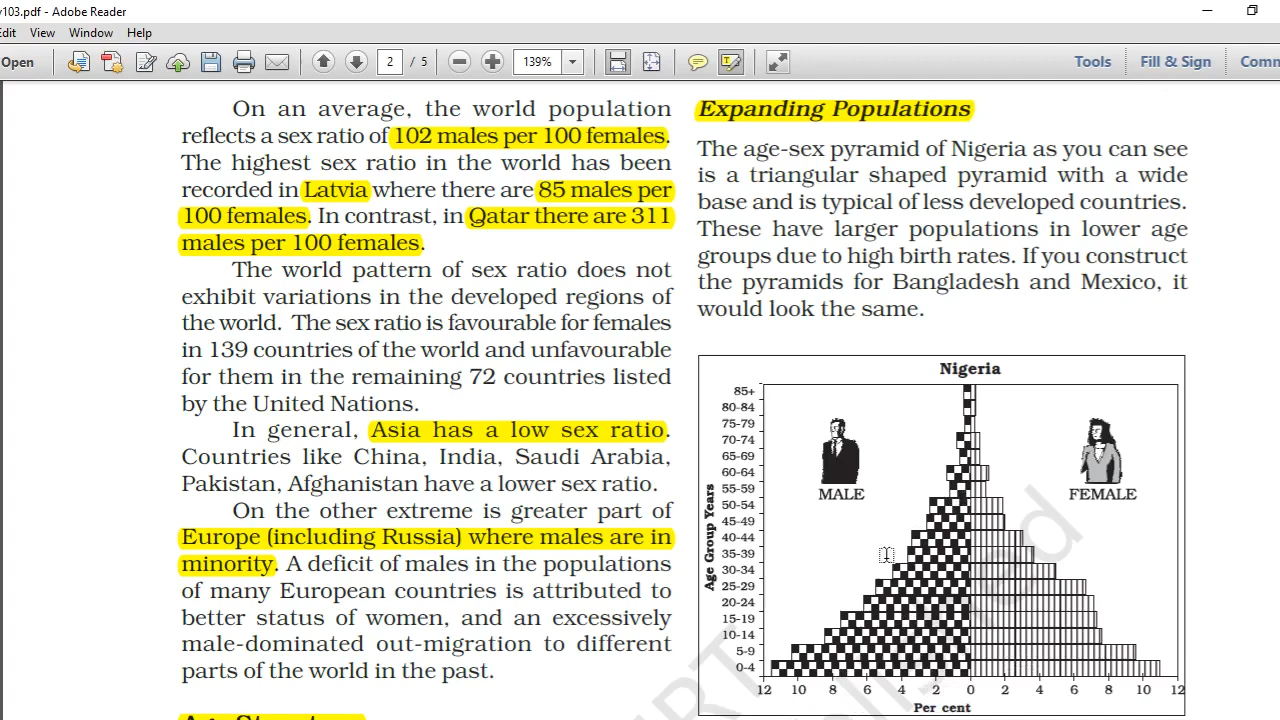 y103.pdf - Adobe Reader
Edit View Window Help
Open 2 / 5 139% Tools Fill & Sign Comm
On an average, the world population
reflects a sex ratio of 102 males per 100 females.
The highest sex ratio in the world has been
recorded in Latvia where there are 85 males per
100 females. In contrast, in Qatar there are 311
males per 100 females.
The world pattern of sex ratio does not
exhibit variations in the developed regions of
the world. The sex ratio is favourable for females
in 139 countries of the world and unfavourable
for them in the remaining 72 countries listed
by the United Nations.
In general, Asia has a low sex ratio.
Countries like China, India, Saudi Arabia,
Pakistan, Afghanistan have a lower sex ratio.
On the other extreme is greater part of
Europe (including Russia) where males are in
minority. A deficit of males in the populations
of many European countries is attributed to
better status of women, and an excessively
male-dominated out-migration to different
parts of the world in the past.
Expanding Populations
The age-sex pyramid of Nigeria as you can see
is a triangular shaped pyramid with a wide
base and is typical of less developed countries.
These have larger populations in lower age
groups due to high birth rates. If you construct
the pyramids for Bangladesh and Mexico, it
would look the same.
Nigeria
85+
80-84
75-79
70-74
65-69
60-64
55-59
50-54
45-49
40-44
35-39
30-34
25-29
20-24
15-19
10-14
5-9
0-4
Age Group Years
MALE
FEMALE
12 10 8 6 4 2 0 2 4 6 8 10 12
Per cent